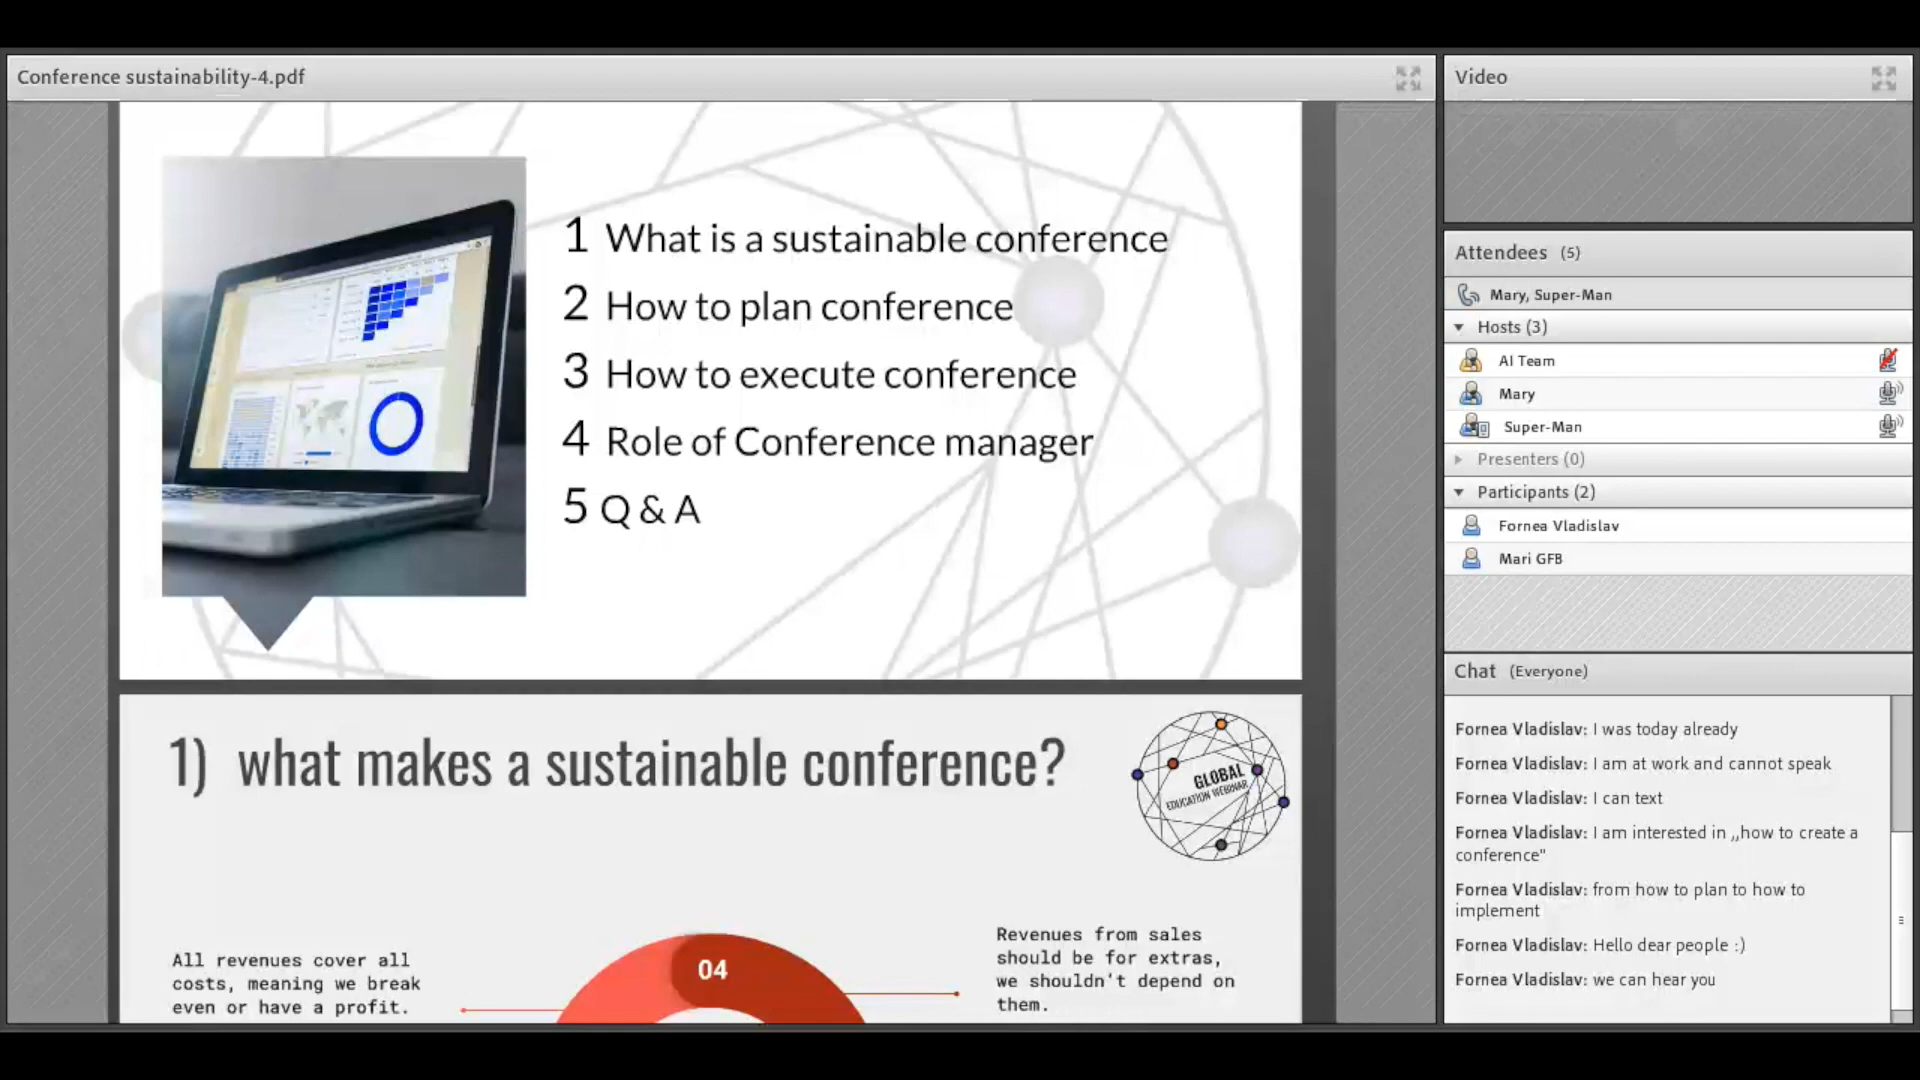 Conference sustainability-4.pdf
1 What is a sustainable conference
2 How to plan conference
3 How to execute conference
4 Role of Conference manager
5 Q & A
1) what makes a sustainable conference?
GLOBAL
EDUCATION WEBINAR
All revenues cover all
costs, meaning we break
even or have a profit.
04
Revenues from sales
should be for extras,
we shouldn't depend on
them.
Video
Attendees (5)
Mary, Super-Man
Hosts (3)
AI Team
Mary
Super-Man
Presenters (0)
Participants (2)
Fornea Vladislav
Mari GFB
Chat (Everyone)
Fornea Vladislav: I was today already
Fornea Vladislav: I am at work and cannot speak
Fornea Vladislav: I can text
Fornea Vladislav: I am interested in ,,how to create a
conference"
Fornea Vladislav: from how to plan to how to
implement
Fornea Vladislav: Hello dear people :)
Fornea Vladislav: we can hear you